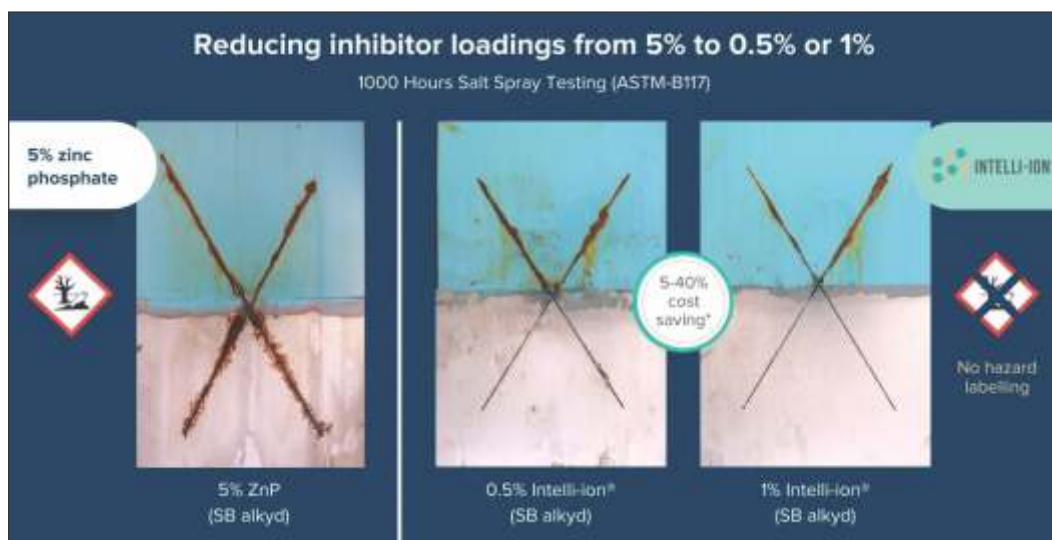 Reducing inhibitor loadings from 5% to 0.5% or 1%
1000 Hours Salt Spray Testing (ASTM-B117)
5% zinc
phosphate
INTELLI-ION
5-40%
cost
saving*
No hazard
labelling
5% ZnP
(SB alkyd)
0.5% Intelli-ion®
(SB alkyd)
1% Intelli-ion®
(SB alkyd)